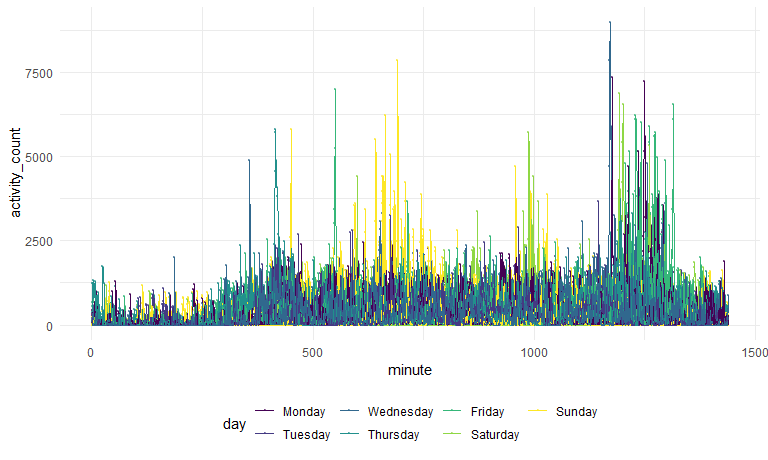 7500
5000
2500
0
activity_count
0 500 1000 1500
minute
day
Monday Wednesday Friday Sunday
Tuesday Thursday Saturday